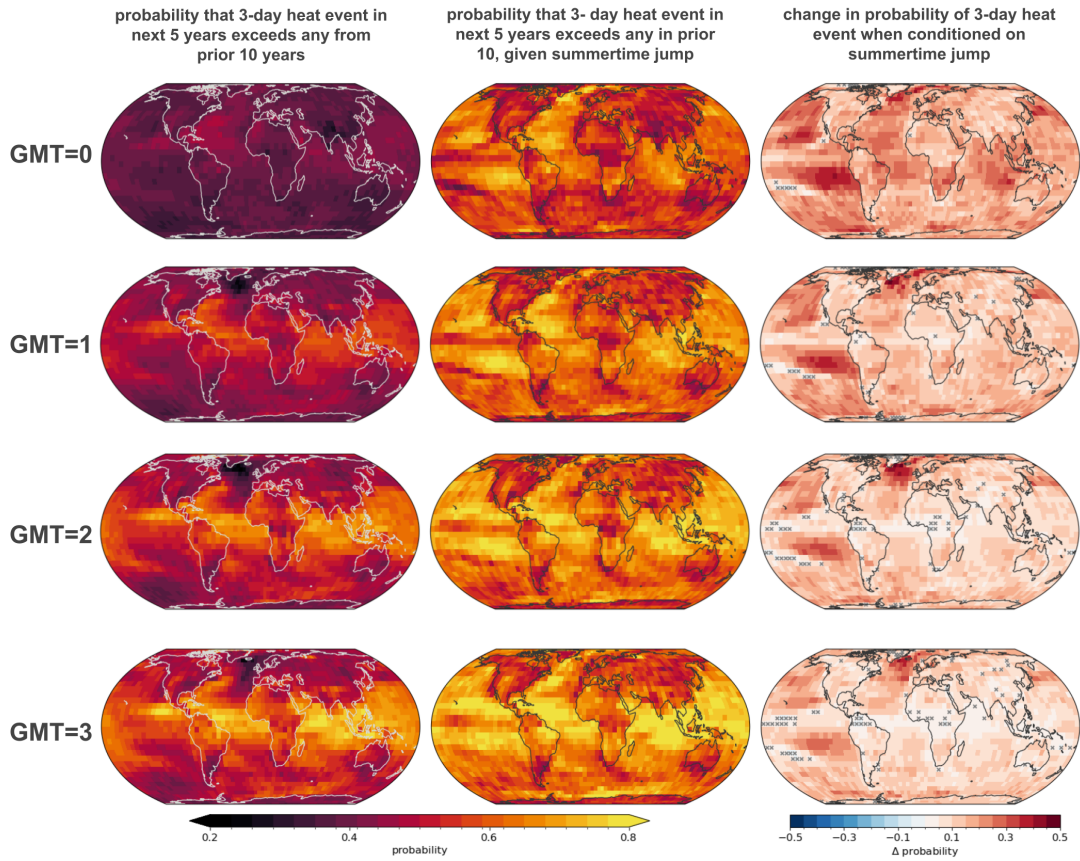 probability that 3-day heat event in
next 5 years exceeds any from
prior 10 years
probability that 3- day heat event in
next 5 years exceeds any in prior
10, given summertime jump
change in probability of 3-day heat
event when conditioned on
summertime jump
GMT=0
GMT=1
GMT=2
GMT=3
0.2 0.4 0.6 0.8
probability
−0.5 −0.3 −0.1 0.1 0.3 0.5
Δ probability